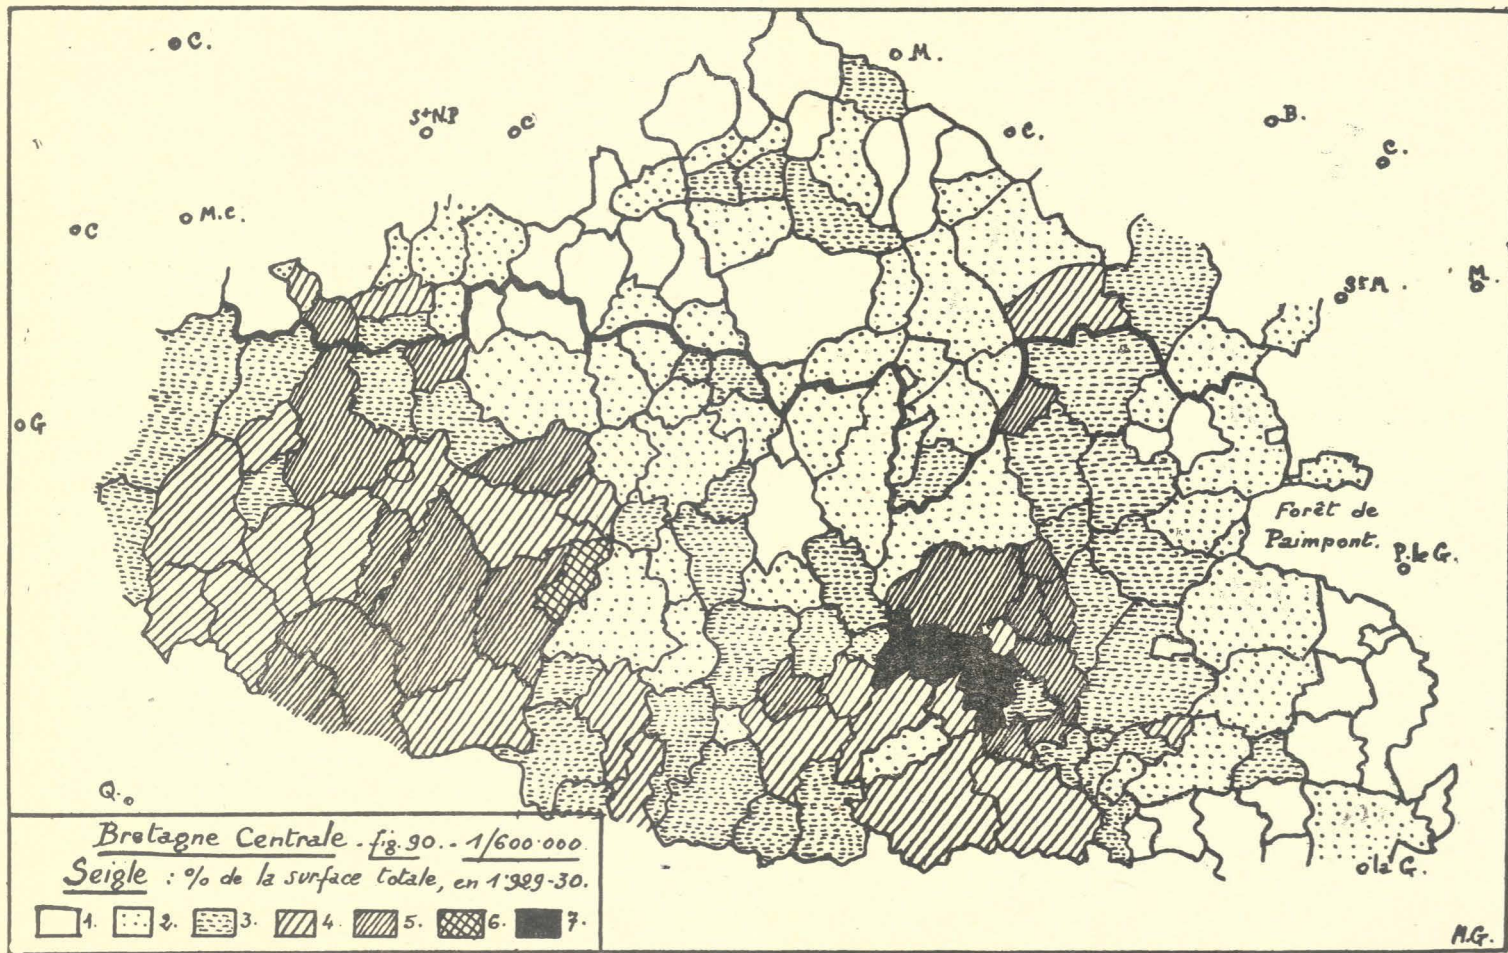 C.
M.
St N.P
C
C.
B.
C.
C
M.C.
St M.
M.
G
Forêt de
Paimpont.
P. le G.
Q.
la G.
Bretagne Centrale. fig. 90. - 1/600.000.
Seigle : % de la surface totale, en 1929-30.
1. 2. 3. 4. 5. 6. 7.
M.G.